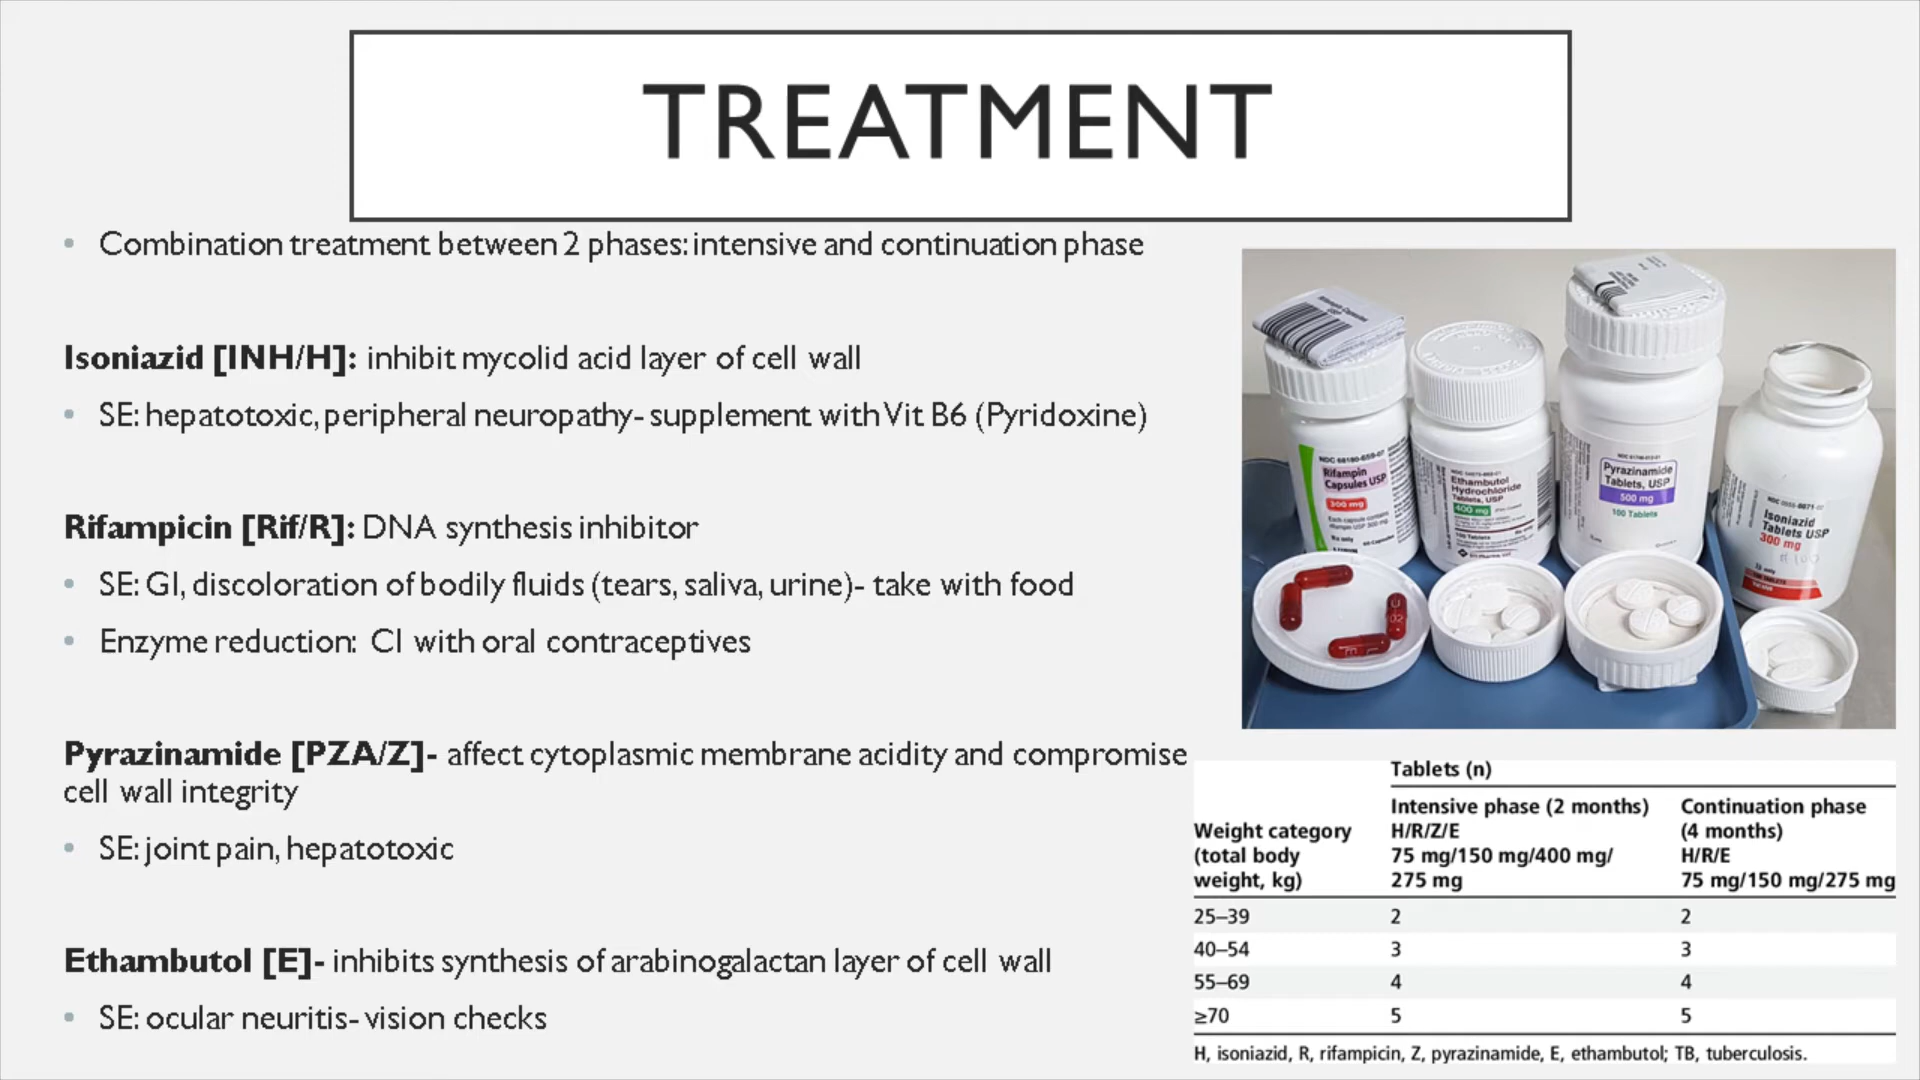 TREATMENT
• Combination treatment between 2 phases: intensive and continuation phase
Isoniazid [INH/H]: inhibit mycolid acid layer of cell wall
• SE: hepatotoxic, peripheral neuropathy- supplement with Vit B6 (Pyridoxine)
Rifampicin [Rif/R]: DNA synthesis inhibitor
• SE: GI, discoloration of bodily fluids (tears, saliva, urine)- take with food
• Enzyme reduction: CI with oral contraceptives
Pyrazinamide [PZA/Z]- affect cytoplasmic membrane acidity and compromise
cell wall integrity
• SE: joint pain, hepatotoxic
Ethambutol [E]- inhibits synthesis of arabinogalactan layer of cell wall
• SE: ocular neuritis- vision checks
Rifampin
Capsules USP
300 mg
Rx only
Ethambutol
Hydrochloride
Tablets, USP
400 mg
100 Tablets
Pyrazinamide
Tablets, USP
500 mg
100 Tablets
Isoniazid
Tablets USP
300 mg
Tablets (n)
Weight category
(total body
weight, kg)
Intensive phase (2 months)
H/R/Z/E
75 mg/150 mg/400 mg/
275 mg
Continuation phase
(4 months)
H/R/E
75 mg/150 mg/275 mg
25–39 2 2
40–54 3 3
55–69 4 4
≥70 5 5
H, isoniazid, R, rifampicin, Z, pyrazinamide, E, ethambutol; TB, tuberculosis.